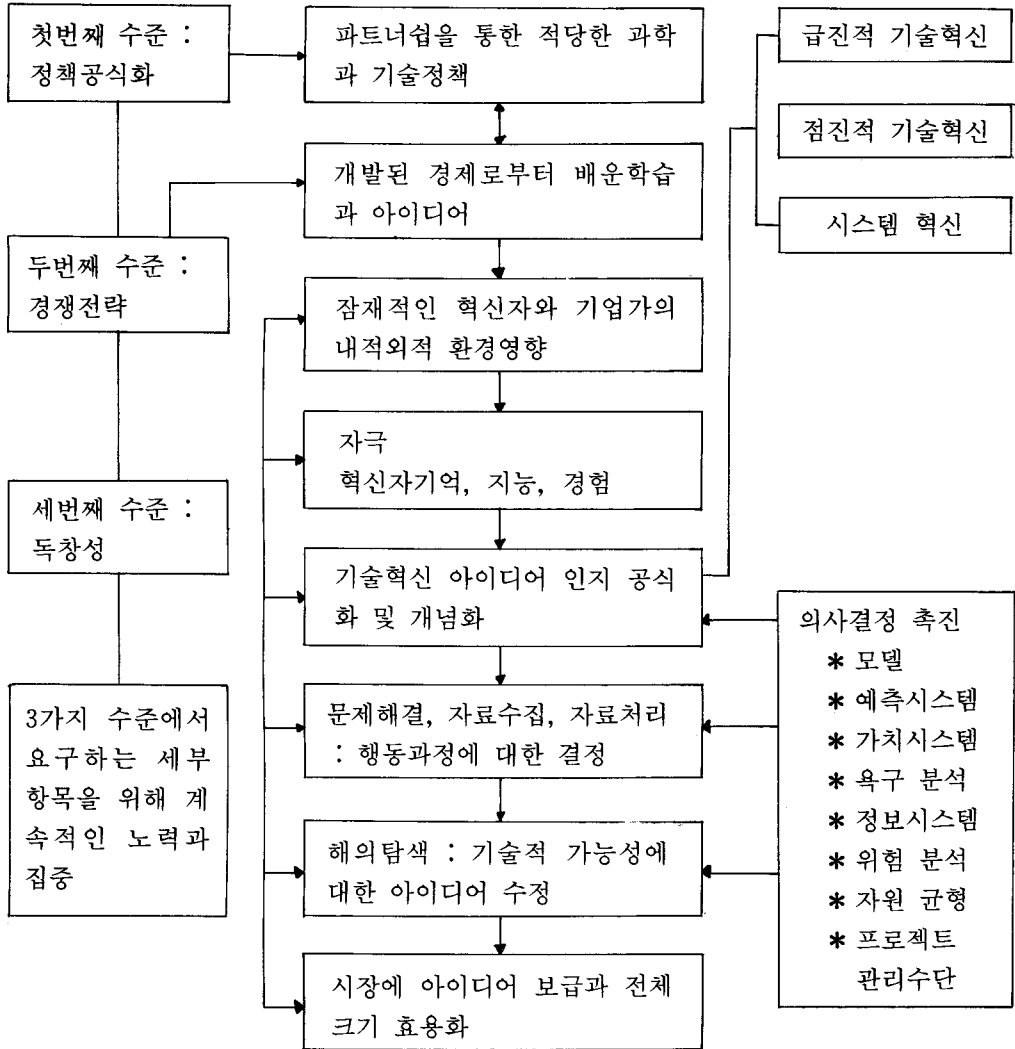 첫번째 수준 :
정책공식화
두번째 수준 :
경쟁전략
세번째 수준 :
독창성
3가지 수준에서
요구하는 세부
항목을 위해 계
속적인 노력과
집중
파트너쉽을 통한 적당한 과학
과 기술정책
개발된 경제로부터 배운학습
과 아이디어
잠재적인 혁신자와 기업가의
내적외적 환경영향
자극
혁신자기억, 지능, 경험
기술혁신 아이디어 인지 공식
화 및 개념화
문제해결, 자료수집, 자료처리
: 행동과정에 대한 결정
해의탐색 : 기술적 가능성에
대한 아이디어 수정
시장에 아이디어 보급과 전체
크기 효용화
급진적 기술혁신
점진적 기술혁신
시스템 혁신
의사결정 촉진
* 모델
* 예측시스템
* 가치시스템
* 욕구 분석
* 정보시스템
* 위험 분석
* 자원 균형
* 프로젝트
관리수단